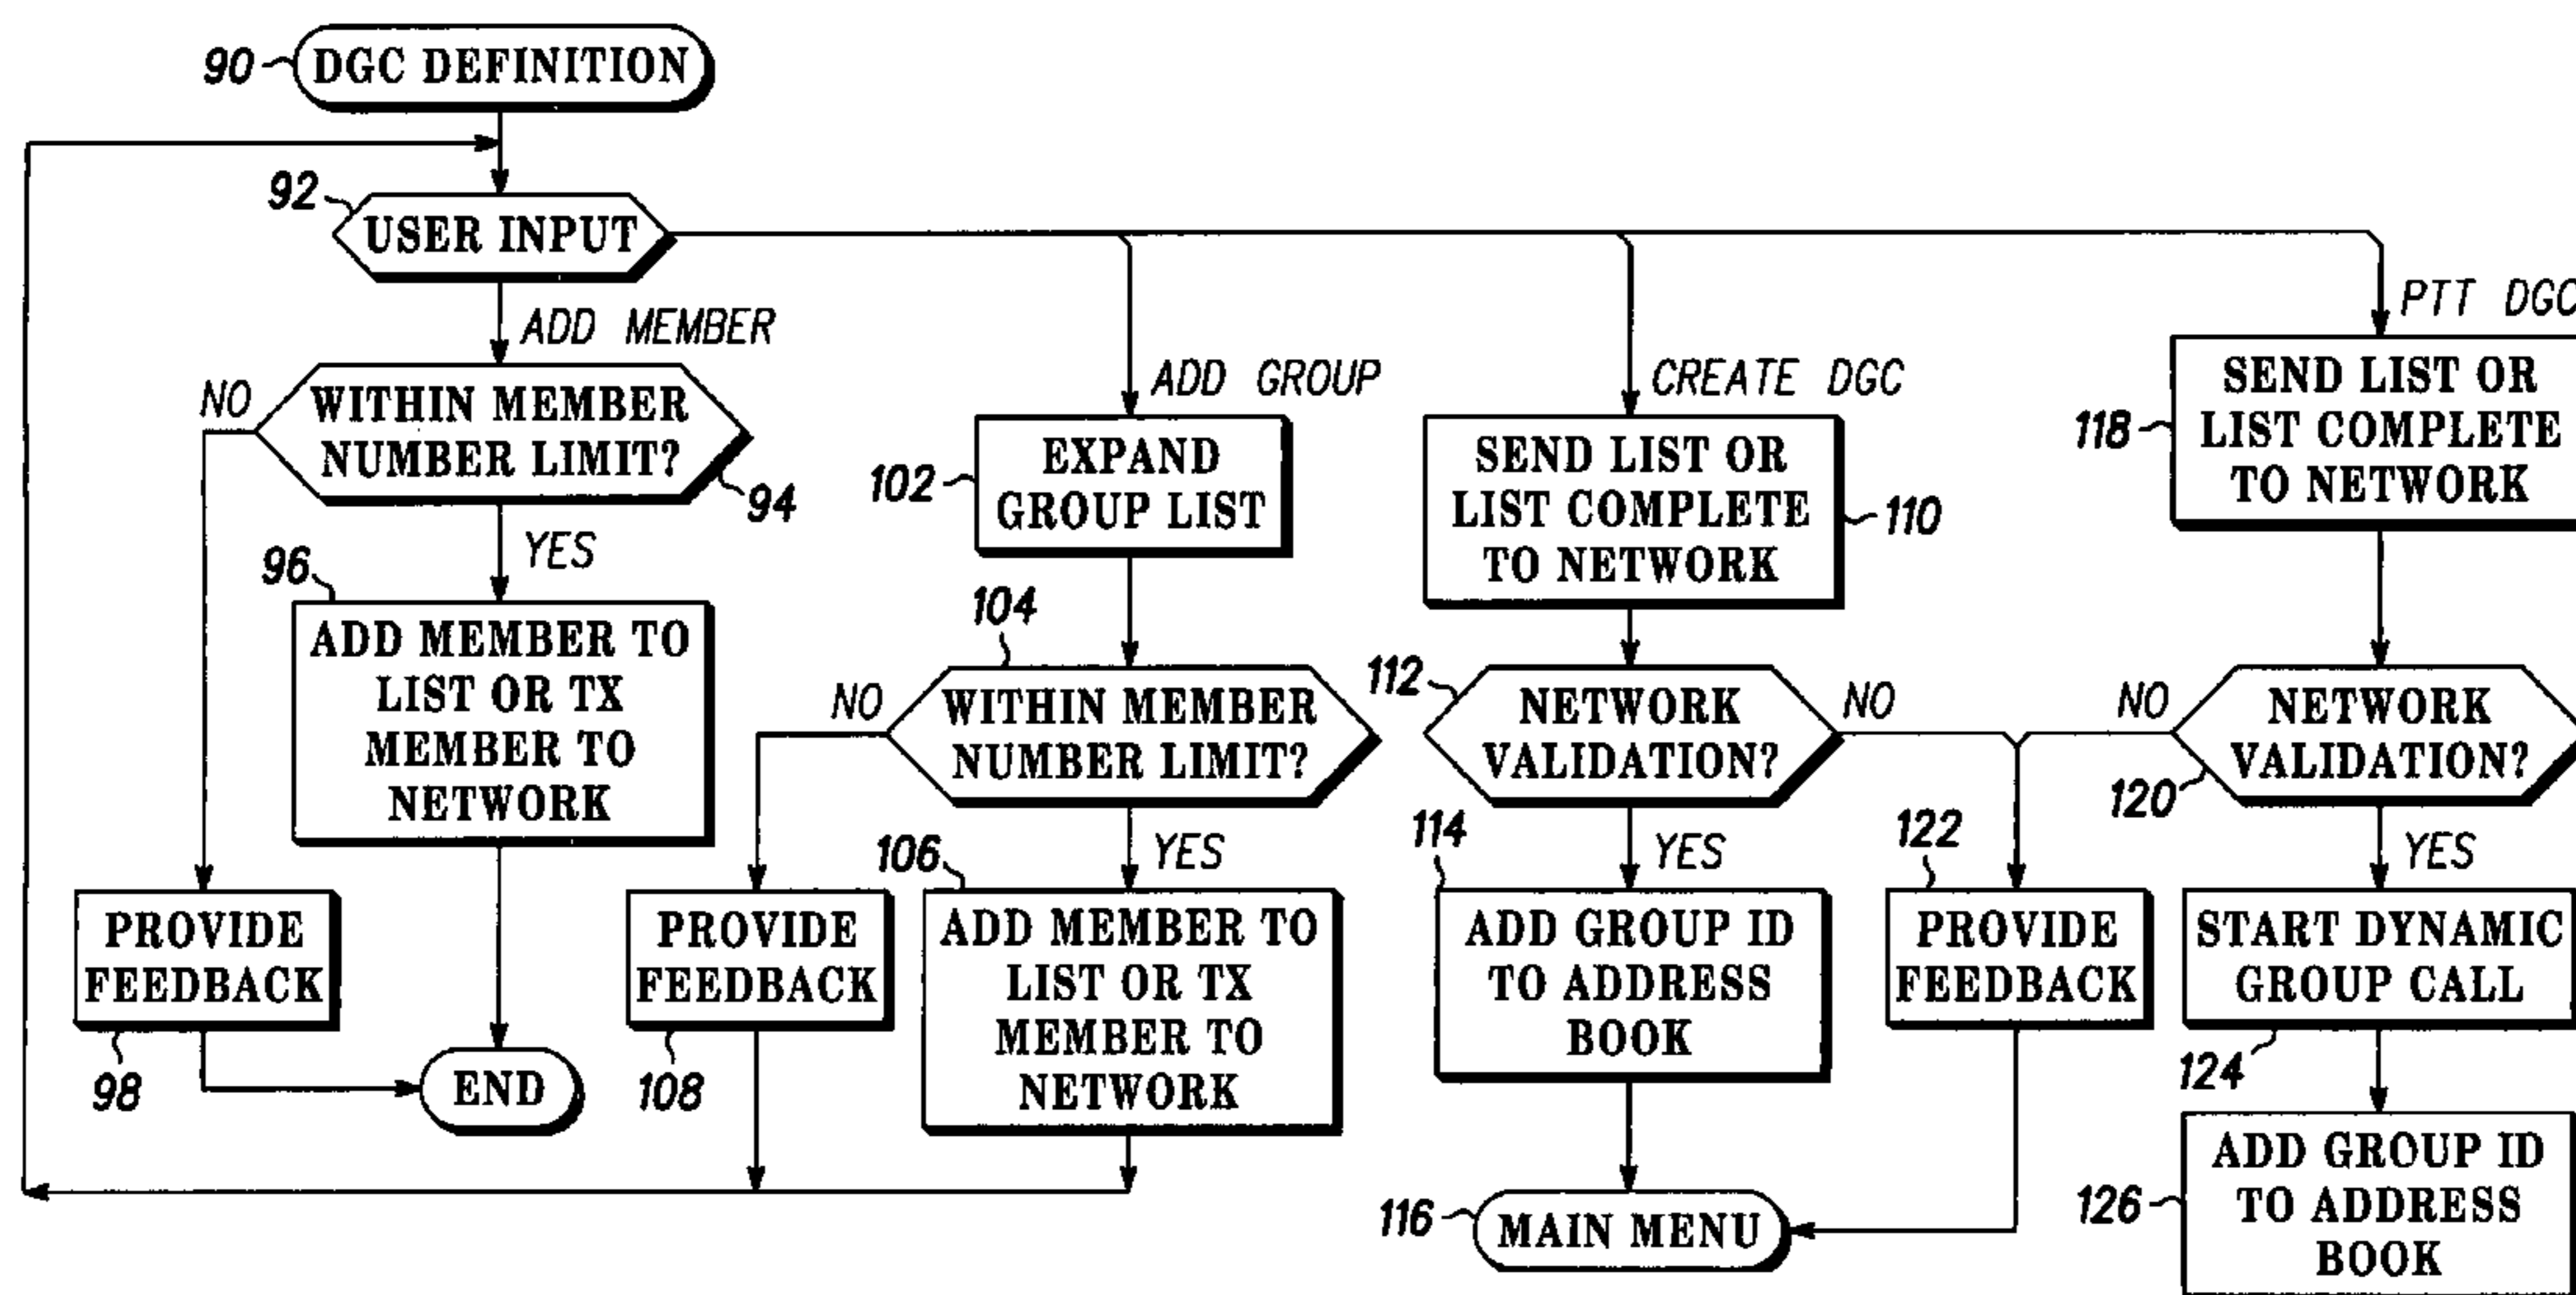 90
DGC DEFINITION
92
USER INPUT
ADD MEMBER
NO
WITHIN MEMBER
NUMBER LIMIT?
94
YES
96
ADD MEMBER TO
LIST OR TX
MEMBER TO
NETWORK
PROVIDE
FEEDBACK
98
END
ADD GROUP
102
EXPAND
GROUP LIST
104
NO
WITHIN MEMBER
NUMBER LIMIT?
YES
106
ADD MEMBER TO
LIST OR TX
MEMBER TO
NETWORK
PROVIDE
FEEDBACK
108
CREATE DGC
SEND LIST OR
LIST COMPLETE
TO NETWORK
110
112
NETWORK
VALIDATION?
NO
YES
114
ADD GROUP ID
TO ADDRESS
BOOK
116
MAIN MENU
122
PROVIDE
FEEDBACK
PTT DGC
118
SEND LIST OR
LIST COMPLETE
TO NETWORK
NO
NETWORK
VALIDATION?
120
YES
START DYNAMIC
GROUP CALL
124
126
ADD GROUP ID
TO ADDRESS
BOOK